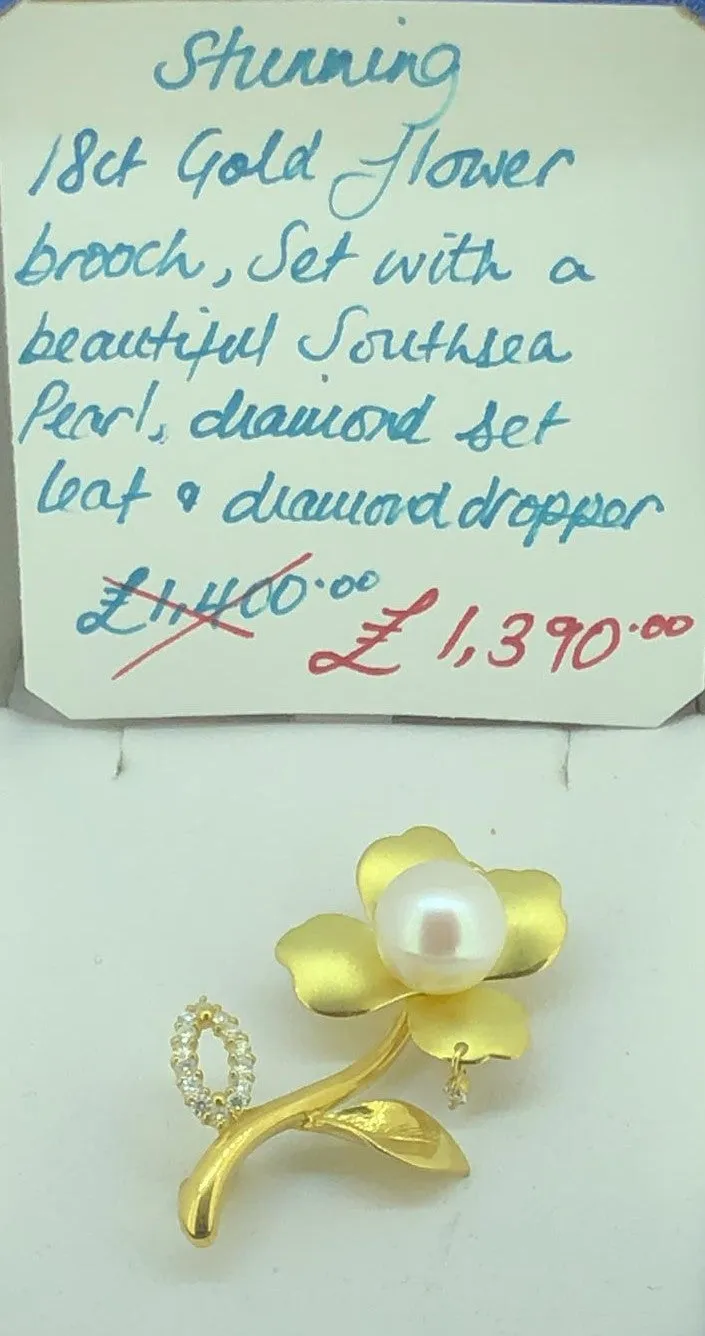 Stunning
18ct Gold flower
brooch, Set with a
beautiful Southsea
Pearl, diamond set
leaf & diamond dropper
£1,400.00 £1,390.00